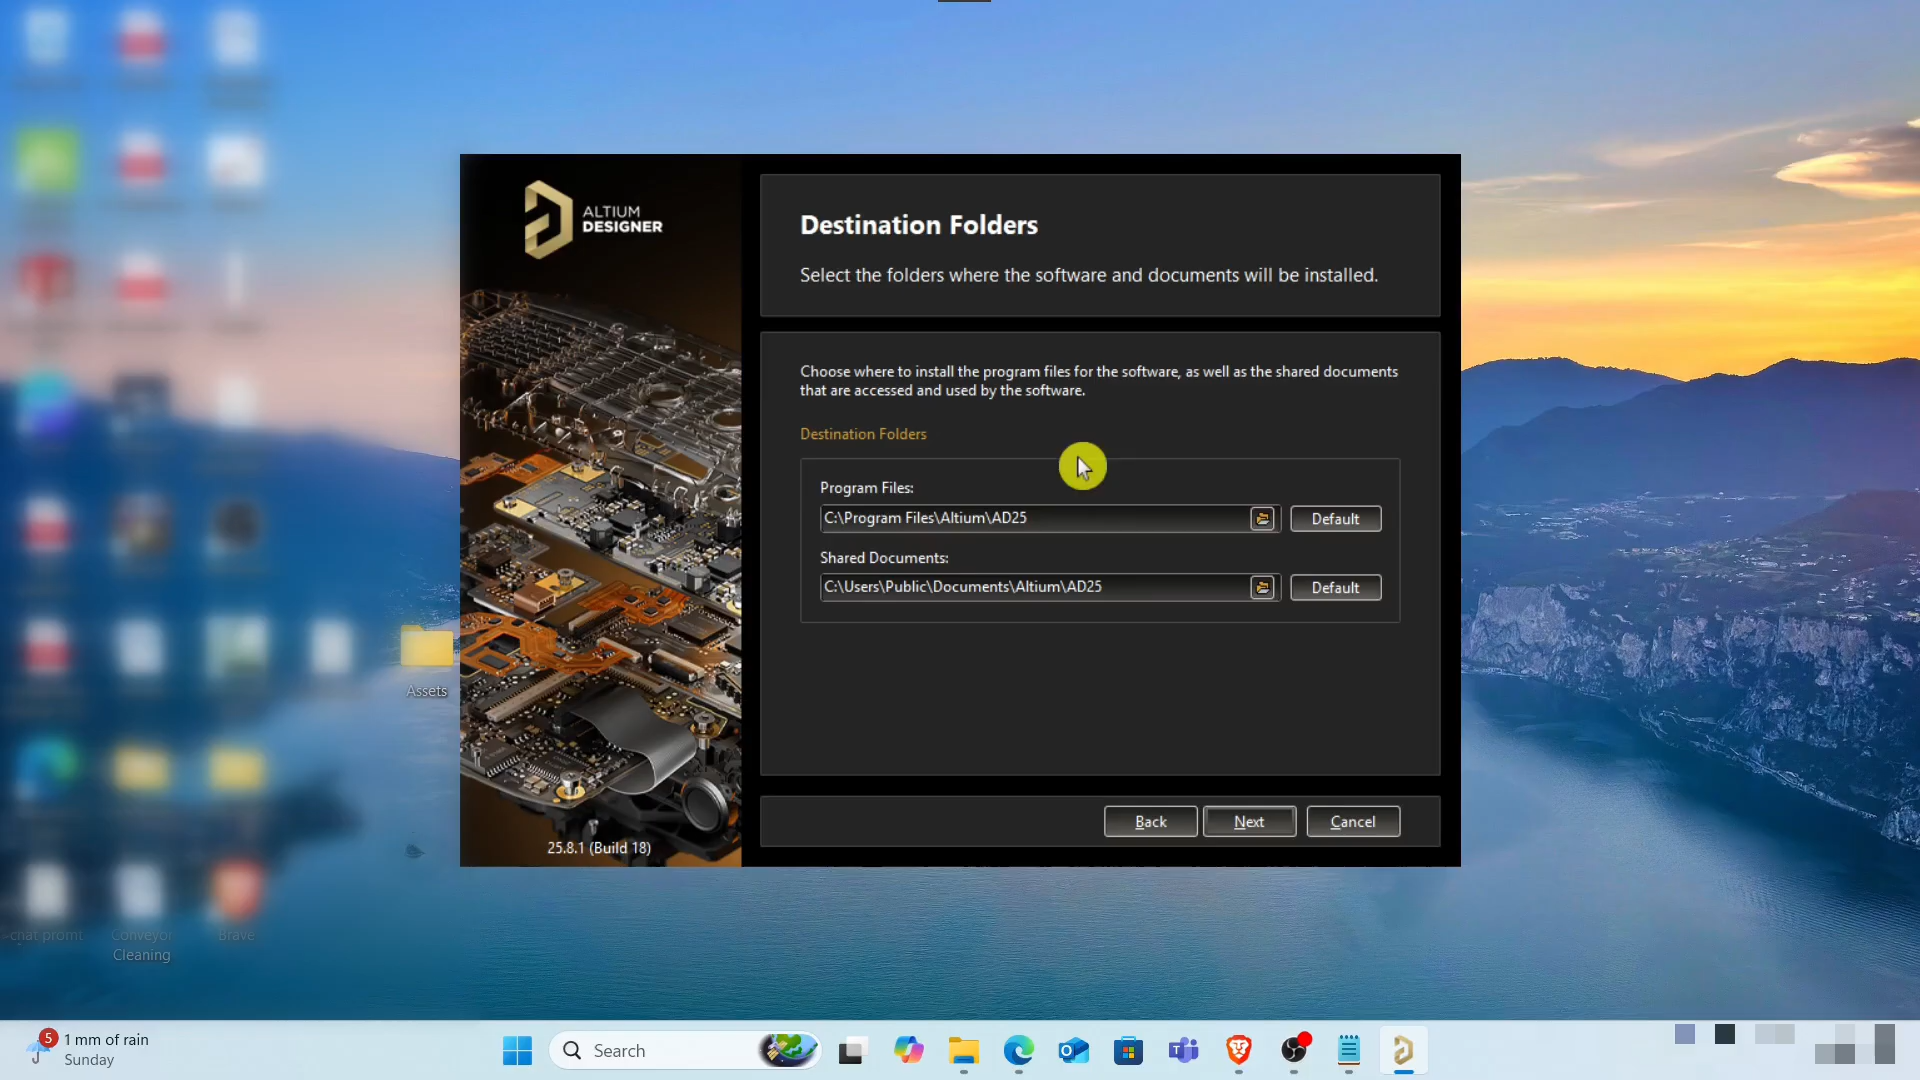 ALTIUM
DESIGNER
Destination Folders
Select the folders where the software and documents will be installed.
Choose where to install the program files for the software, as well as the shared documents
that are accessed and used by the software.
Destination Folders
Program Files:
C:\Program Files\Altium\AD25
Default
Shared Documents:
C:\Users\Public\Documents\Altium\AD25
Default
Back
Next
Cancel
25.8.1 (Build 18)
Assets
chat promt
Conveyor
Cleaning
Brave
5
1 mm of rain
Sunday
Search